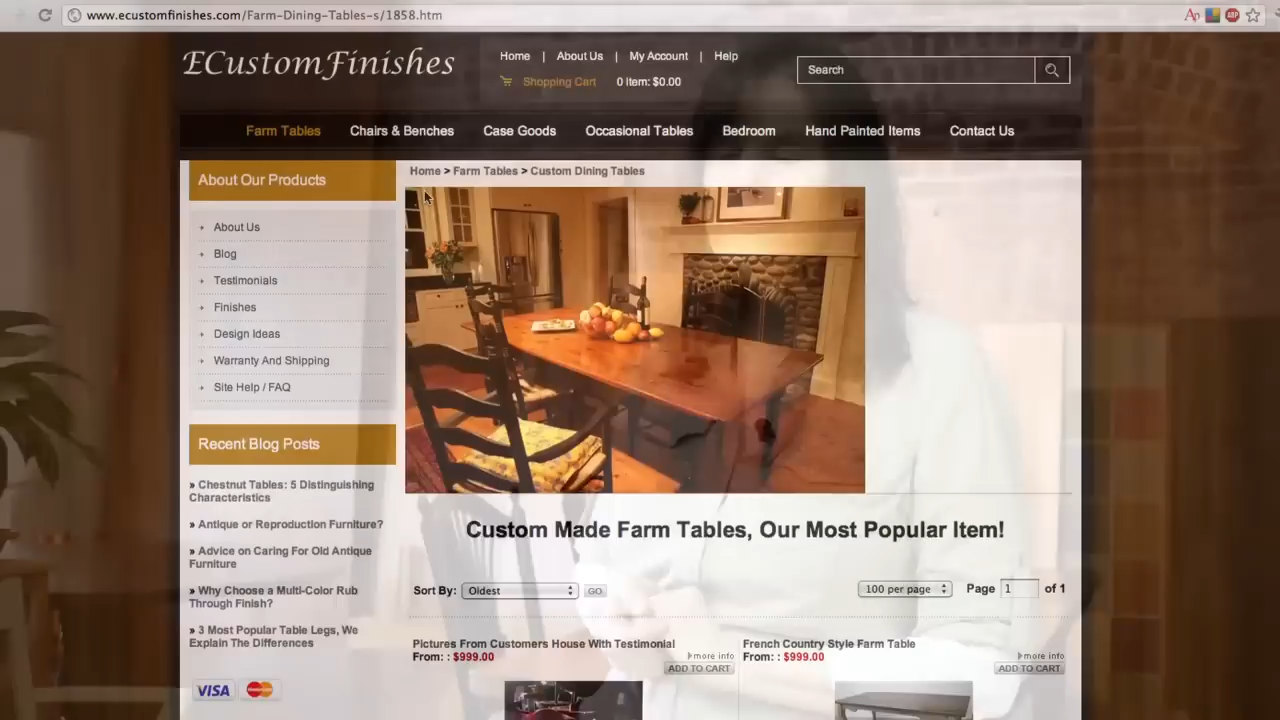 www.ecustomfinishes.com/Farm-Dining-Tables-s/1858.htm
ECustomFinishes
Home | About Us | My Account | Help
Shopping Cart 0 Item: $0.00
Search
Farm Tables Chairs & Benches Case Goods Occasional Tables Bedroom Hand Painted Items Contact Us
About Our Products
About Us
Blog
Testimonials
Finishes
Design Ideas
Warranty And Shipping
Site Help / FAQ
Recent Blog Posts
» Chestnut Tables: 5 Distinguishing
Characteristics
» Antique or Reproduction Furniture?
» Advice on Caring For Old Antique
Furniture
» Why Choose a Multi-Color Rub
Through Finish?
» 3 Most Popular Table Legs, We
Explain The Differences
VISA MasterCard
Home > Farm Tables > Custom Dining Tables
Custom Made Farm Tables, Our Most Popular Item!
Sort By: Oldest GO 100 per page Page 1 of 1
Pictures From Customers House With Testimonial
From: : $999.00
more info
ADD TO CART
French Country Style Farm Table
From: : $999.00
more info
ADD TO CART